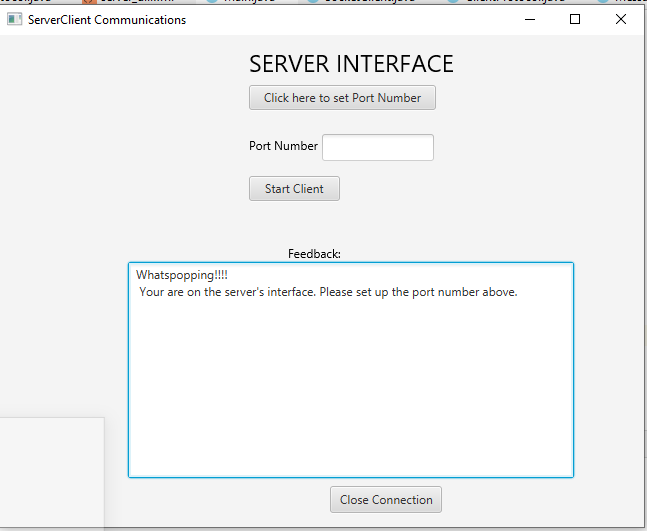 ServerClient Communications
SERVER INTERFACE
Click here to set Port Number
Port Number
Start Client
Feedback:
Whatspopping!!!!
Your are on the server's interface. Please set up the port number above.
Close Connection